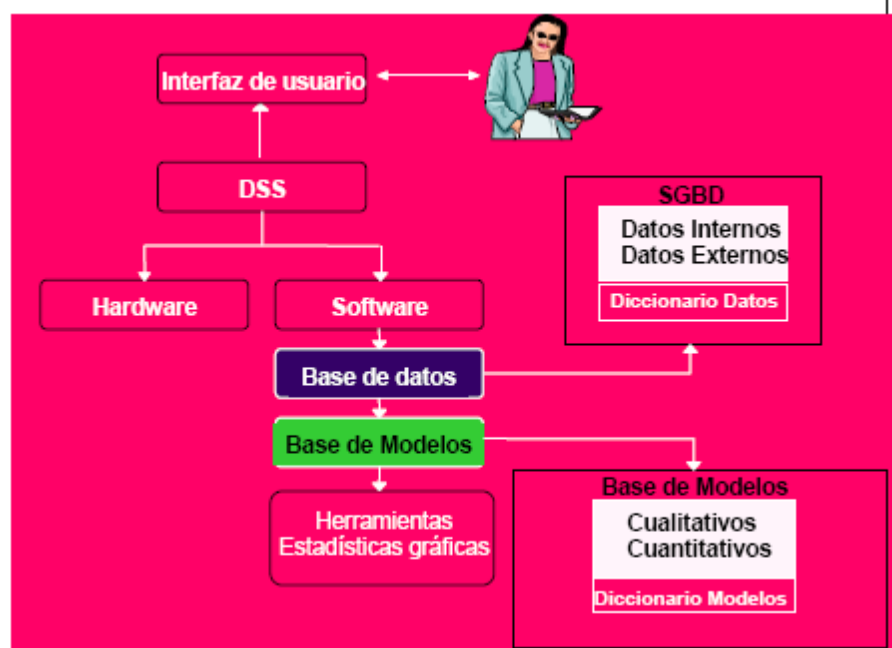 Interfaz de usuario
DSS
Hardware
Software
Base de datos
Base de Modelos
Herramientas
Estadísticas gráficas
SGBD
Datos Internos
Datos Externos
Diccionario Datos
Base de Modelos
Cualitativos
Cuantitativos
Diccionario Modelos